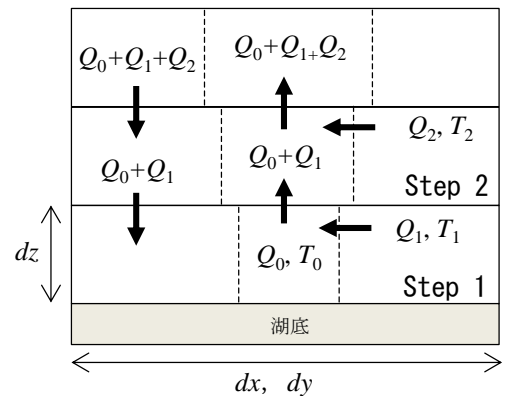 Q₀+Q₁+Q₂
Q₀+Q₁₊Q₂
Q₂, T₂
Q₀+Q₁
Q₀+Q₁
Step 2
Q₁, T₁
dz
Q₀, T₀
Step 1
湖底
dx, dy